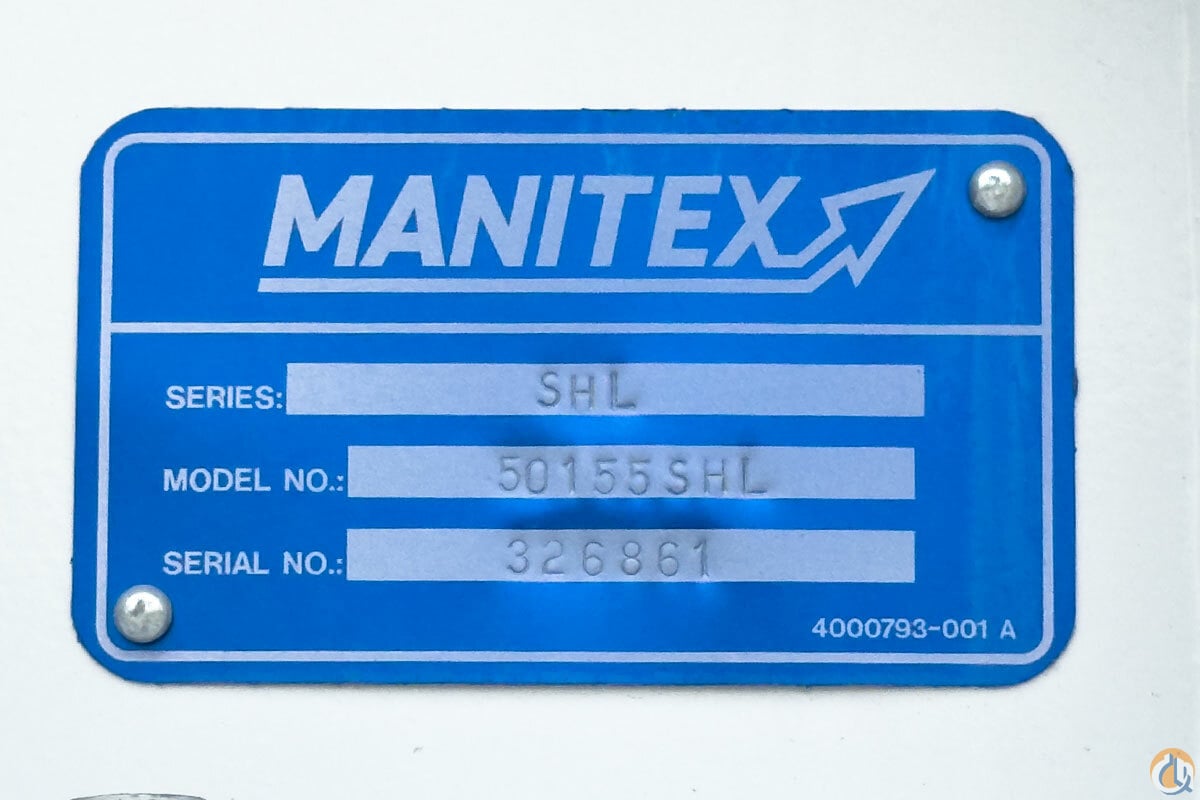 MANITEX
SERIES: SHL
MODEL NO.: 50155SHL
SERIAL NO.: 326861
4000793-001 A